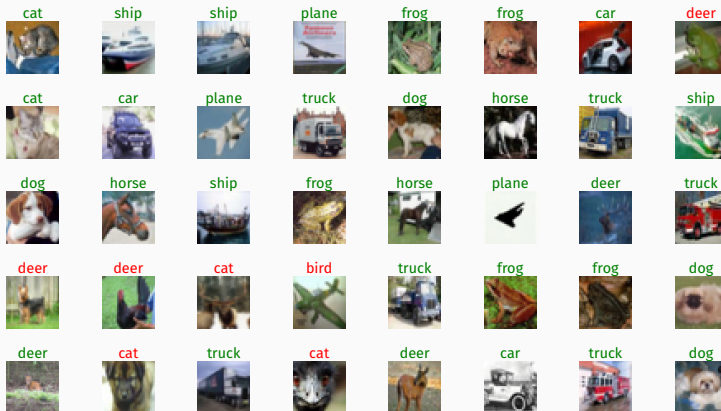 cat ship ship plane frog frog car deer
cat car plane truck dog horse truck ship
dog horse ship frog horse plane deer truck
deer deer cat bird truck frog frog dog
deer cat truck cat deer car truck dog